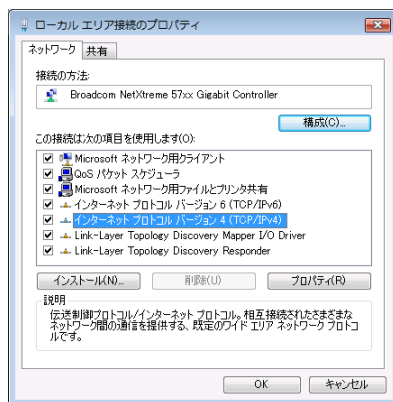 ローカル エリア接続のプロパティ
ネットワーク 共有
接続の方法:
Broadcom NetXtreme 57xx Gigabit Controller
構成(C)...
この接続は次の項目を使用します(O):
Microsoft ネットワーク用クライアント
QoS パケット スケジューラ
Microsoft ネットワーク用ファイルとプリンタ共有
インターネット プロトコル バージョン 6 (TCP/IPv6)
インターネット プロトコル バージョン 4 (TCP/IPv4)
Link-Layer Topology Discovery Mapper I/O Driver
Link-Layer Topology Discovery Responder
インストール(N)... 削除(U) プロパティ(R)
説明
伝送制御プロトコル/インターネット プロトコル。相互接続されたさまざまな
ネットワーク間の通信を提供する、既定のワイド エリア ネットワーク プロトコ
ルです。
OK キャンセル